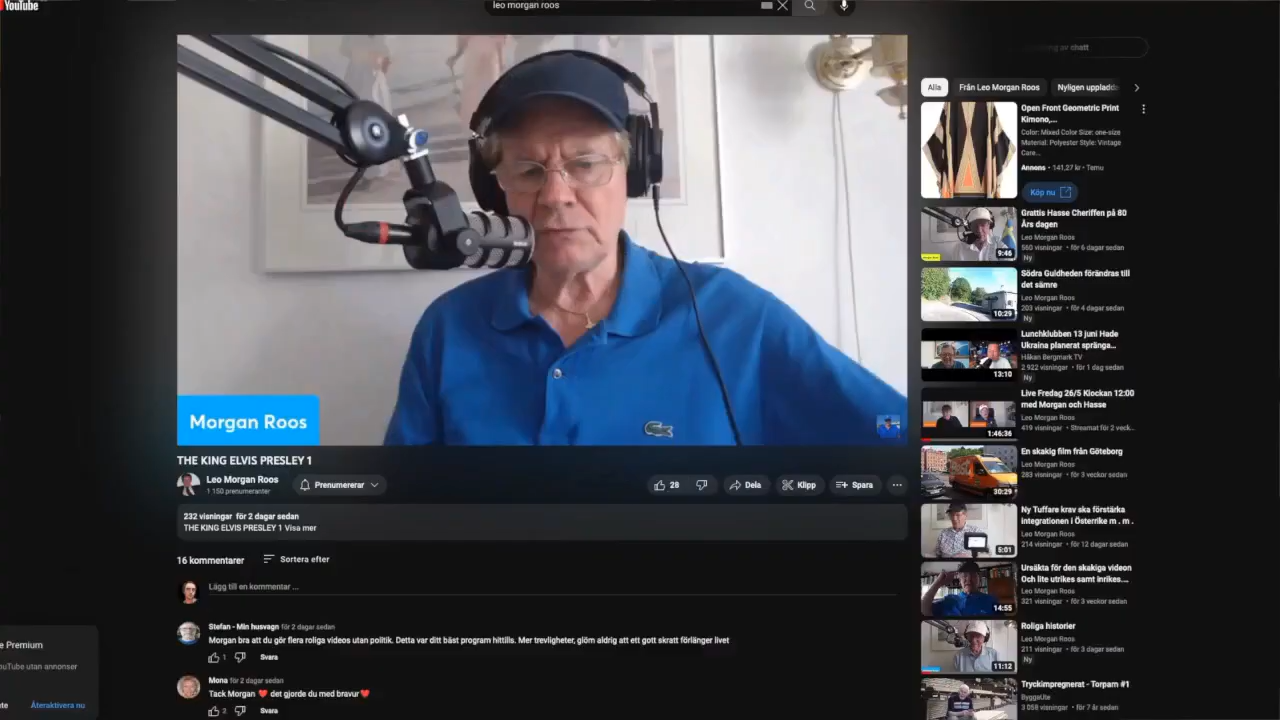 YouTube
leo morgan roos
av chatt
Alla
Från Leo Morgan Roos
Nyligen uppladda
Open Front Geometric Print
Kimono,...
Color: Mixed Color Size: one-size
Material: Polyester Style: Vintage
Care...
Annons • 141,27 kr • Temu
Köp nu
Grattis Hasse Cheriffen på 80
Års dagen
Leo Morgan Roos
560 visningar • för 6 dagar sedan
Ny
9:46
Södra Guldheden förändras till
det sämre
Leo Morgan Roos
203 visningar • för 4 dagar sedan
Ny
10:29
Lunchklubben 13 juni Hade
Ukraina planerat spränga...
Håkan Bergmark TV
2 922 visningar • för 1 dag sedan
Ny
13:10
Live Fredag 26/5 Klockan 12:00
med Morgan och Hasse
Leo Morgan Roos
419 visningar • Streamat för 2 veck...
1:46:36
En skakig film från Göteborg
Leo Morgan Roos
283 visningar • för 3 veckor sedan
30:29
Ny Tuffare krav ska förstärka
integrationen i Österrike m . m .
Leo Morgan Roos
214 visningar • för 12 dagar sedan
5:01
Ursäkta för den skakiga videon
Och lite utrikes samt inrikes....
Leo Morgan Roos
321 visningar • för 3 veckor sedan
14:55
Roliga historier
Leo Morgan Roos
211 visningar • för 3 dagar sedan
Ny
11:12
Tryckimpregnerat - Torpam #1
ByggaUte
3 058 visningar • för 7 år sedan
Morgan Roos
THE KING ELVIS PRESLEY 1
Leo Morgan Roos
1 150 prenumeranter
Prenumererar
28
Dela
Klipp
Spara
232 visningar för 2 dagar sedan
THE KING ELVIS PRESLEY 1 Visa mer
16 kommentarer
Sortera efter
Lägg till en kommentar ...
Stefan - Min husvagn för 2 dagar sedan
Morgan bra att du gör flera roliga videos utan politik. Detta var ditt bäst program hittills. Mer trevligheter, glöm aldrig att ett gott skratt förlänger livet
1
Svara
Mona för 2 dagar sedan
Tack Morgan ❤️ det gjorde du med bravur❤️
2
Svara
e Premium
ouTube utan annonser
te
Återaktivera nu